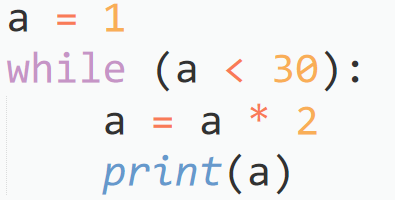 a = 1
while (a < 30):
    a = a * 2
    print(a)